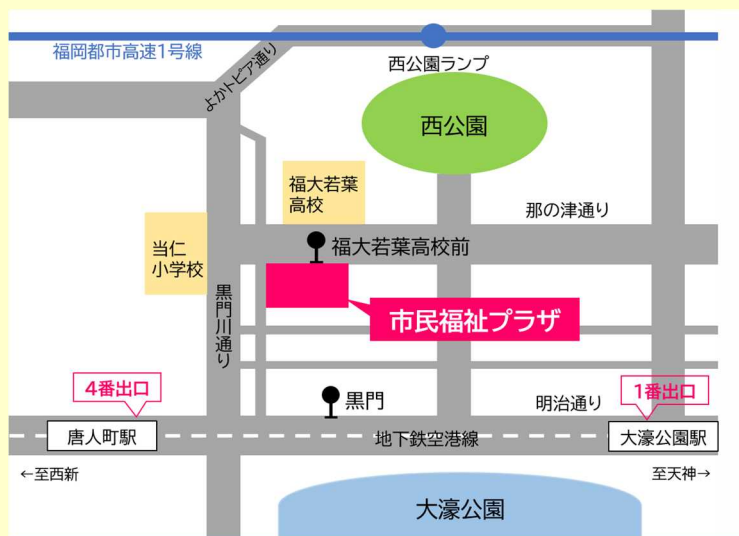 福岡都市高速1号線
よかトピア通り
西公園ランプ
西公園
福大若葉
高校
那の津通り
当仁
小学校
福大若葉高校前
黒門川通り
市民福祉プラザ
4番出口
黒門
明治通り
1番出口
唐人町駅
地下鉄空港線
大濠公園駅
←至西新
至天神→
大濠公園